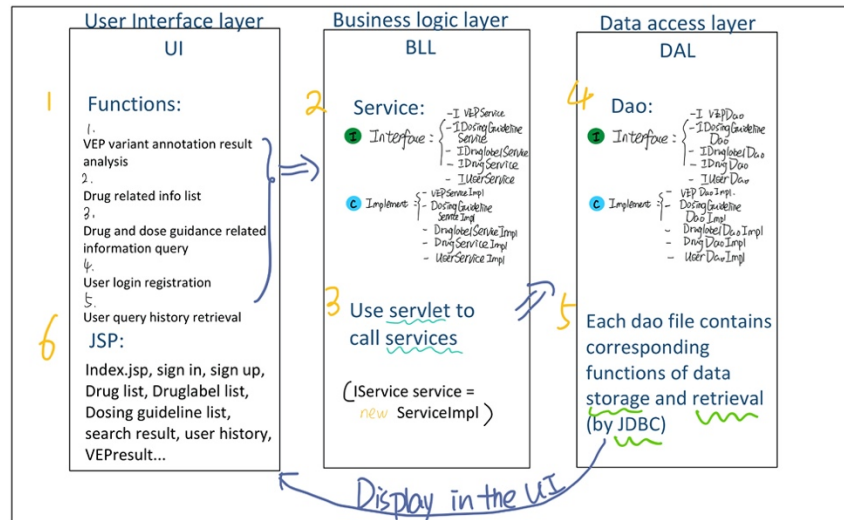 User Interface layer
UI
1
Functions:
1.
VEP variant annotation result
analysis
2.
Drug related info list
3.
Drug and dose guidance related
information query
4.
User login registration
5.
User query history retrieval
6
JSP:
Index.jsp, sign in, sign up,
Drug list, Druglabel list,
Dosing guideline list,
search result, user history,
VEPresult...
Business logic layer
BLL
2
Service:
I Interface:
- I VEPService
- IDosingGuideline
Service
- IDruglabelService
- IDrugService
- IUserService
C Implement:
- VEPServiceImpl
- DosingGuideline
ServiceImpl
- DruglabelServiceImpl
- DrugServiceImpl
- UserServiceImpl
3
Use servlet to
call services
(IService service =
new ServiceImpl)
Data access layer
DAL
4
Dao:
I Interface:
- I VEPDao
- IDosingGuideline
Dao
- IDruglabelDao
- IDrugDao
- IUserDao
C Implement:
- VEPDaoImpl.
- DosingGuideline
DaoImpl
- DruglabelDaoImpl
- DrugDaoImpl
- UserDaoImpl
5
Each dao file contains
corresponding
functions of data
storage and retrieval
(by JDBC)
Display in the UI